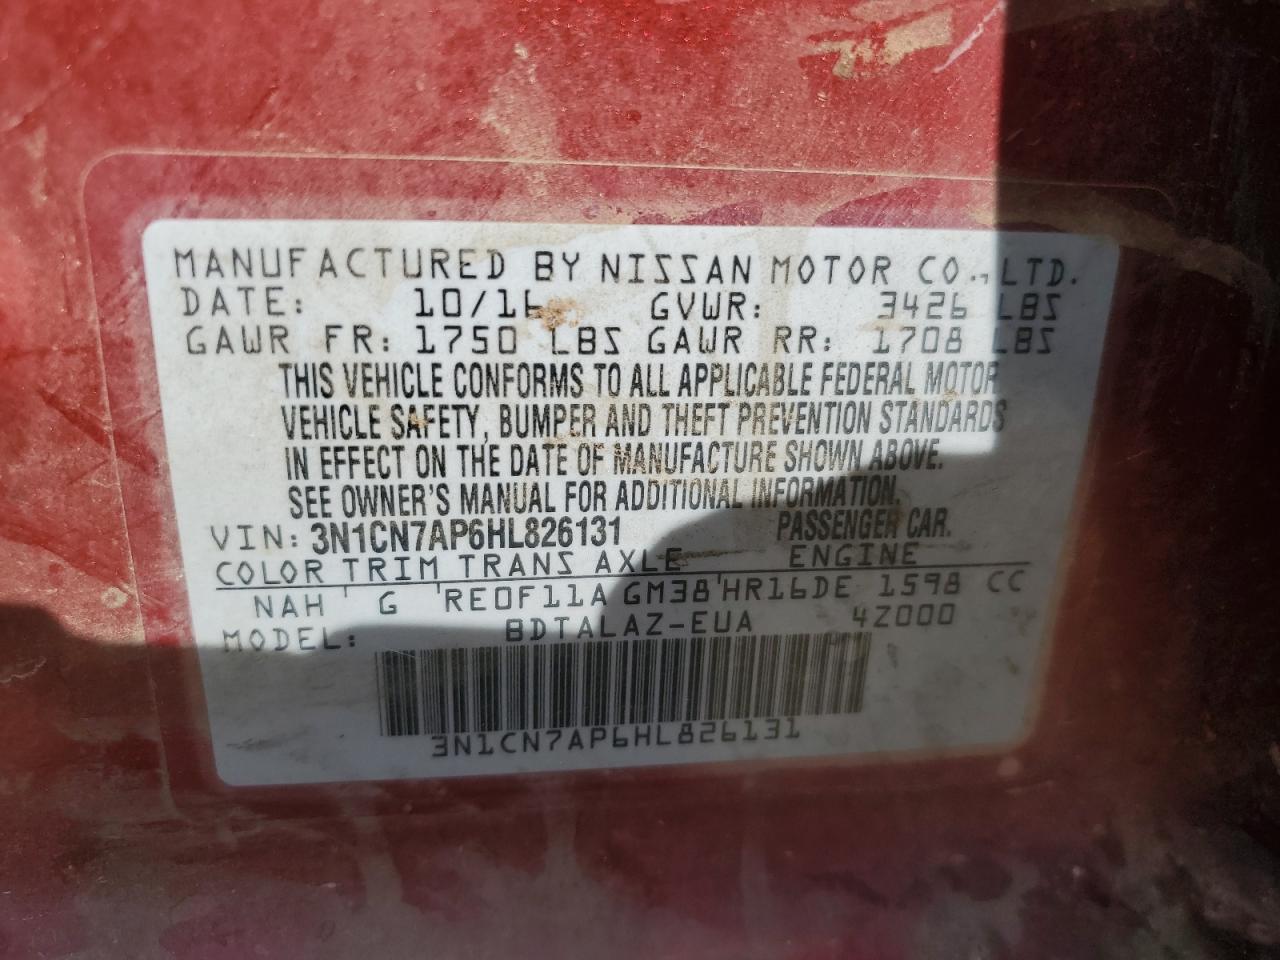 MANUFACTURED BY NISSAN MOTOR CO., LTD.
DATE: 10/16 GVWR: 3426 LBS
GAWR FR: 1750 LBS GAWR RR: 1708 LBS
THIS VEHICLE CONFORMS TO ALL APPLICABLE FEDERAL MOTOR
VEHICLE SAFETY, BUMPER AND THEFT PREVENTION STANDARDS
IN EFFECT ON THE DATE OF MANUFACTURE SHOWN ABOVE.
SEE OWNER'S MANUAL FOR ADDITIONAL INFORMATION.
VIN: 3N1CN7AP6HL826131 PASSENGER CAR.
COLOR TRIM TRANS AXLE ENGINE
NAH G RE0F11A GM38 HR16DE 1598 CC
MODEL: BDTALAZ-EUA 4Z000
3N1CN7AP6HL826131